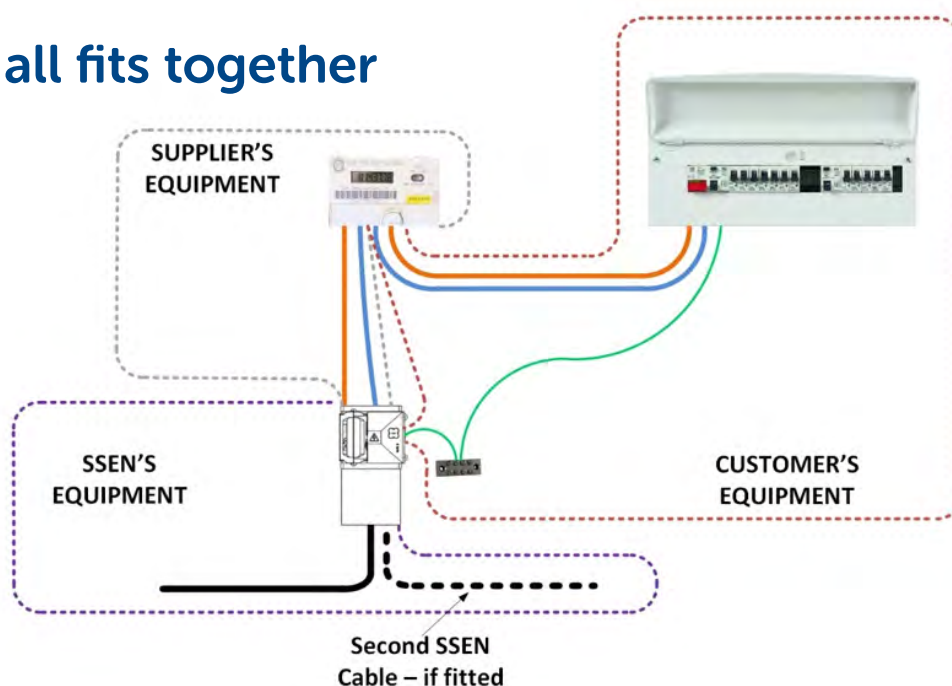 all fits together
SUPPLIER'S
EQUIPMENT
SSEN'S
EQUIPMENT
CUSTOMER'S
EQUIPMENT
Second SSEN
Cable – if fitted